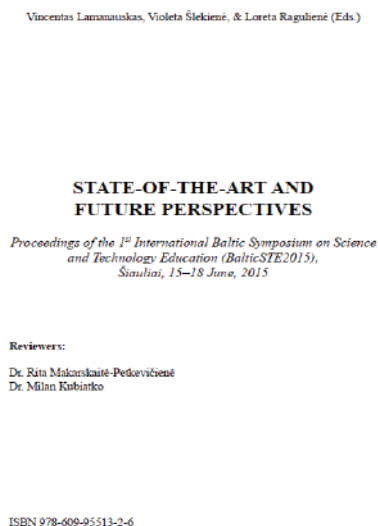 Vincentas Lamanauskas, Violeta Šlekienė, & Loreta Ragulienė (Eds.)
STATE-OF-THE-ART AND
FUTURE PERSPECTIVES
Proceedings of the 1st International Baltic Symposium on Science
and Technology Education (BalticSTE2015),
Šiauliai, 15–18 June, 2015
Reviewers:
Dr. Rita Makarskaitė-Petkevičienė
Dr. Milan Kubiatko
ISBN 978-609-95513-2-6